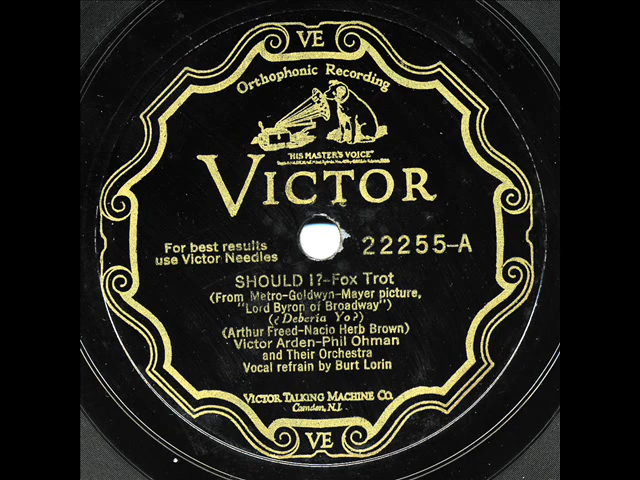 VE
Orthophonic Recording
"HIS MASTER'S VOICE"
VICTOR
For best results
use Victor Needles
22255-A
SHOULD I?-Fox Trot
(From Metro-Goldwyn-Mayer picture,
"Lord Byron of Broadway")
(¿Debería Yo?)
(Arthur Freed-Nacio Herb Brown)
Victor Arden-Phil Ohman
and Their Orchestra
Vocal refrain by Burt Lorin
VICTOR TALKING MACHINE CO.
Camden, N.J.
VE